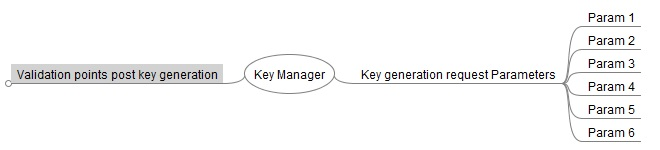 Validation points post key generation
Key Manager
Key generation request Parameters
Param 1
Param 2
Param 3
Param 4
Param 5
Param 6